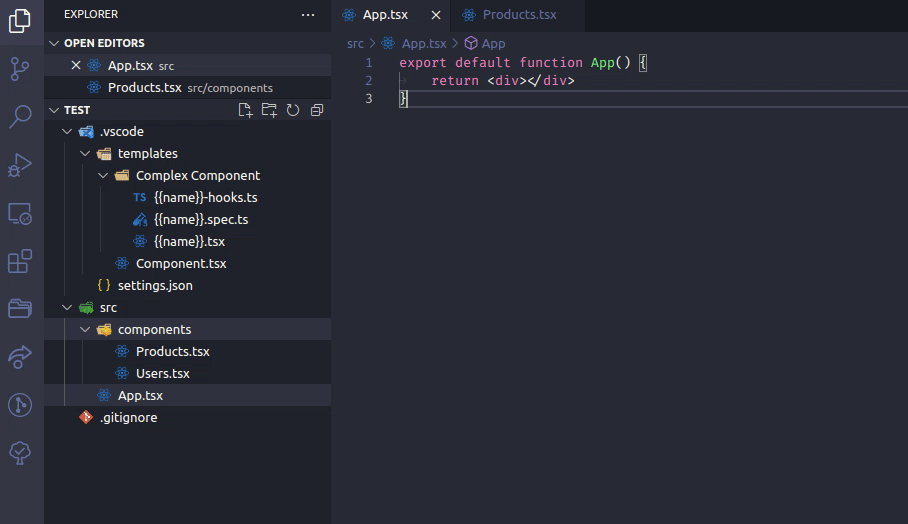 EXPLORER
OPEN EDITORS
App.tsx src
Products.tsx src/components
TEST
.vscode
templates
Complex Component
TS {{name}}-hooks.ts
{{name}}.spec.ts
{{name}}.tsx
Component.tsx
{ } settings.json
src
components
Products.tsx
Users.tsx
App.tsx
.gitignore
App.tsx Products.tsx
src > App.tsx > App
1 export default function App() {
2 return <div></div>
3 }